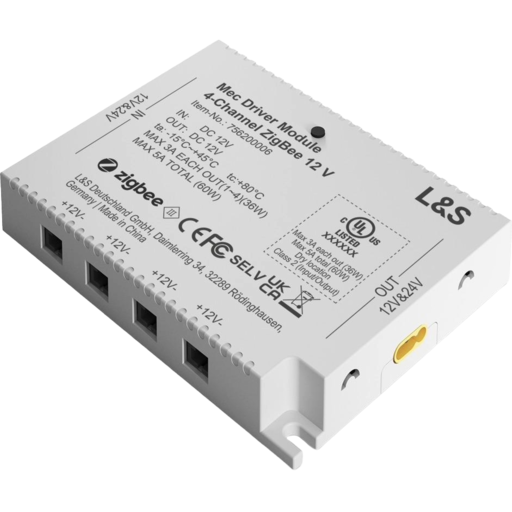 Mec Driver Module
4-Channel ZigBee 12 V
Item-No.: 756200006
IN: DC 12V
OUT: DC 12V
ta: -15°C~+45°C tc:+80°C
MAX 3A EACH OUT(1~4)(36W)
MAX 5A TOTAL (60W)
zigbee
III
CE FC SELV UK CA
L&S Deutschland GmbH, Daimlerring 34, 32289 Rödinghausen,
Germany | Made in China
IN
12V&24V
+12V-
+12V-
+12V-
+12V-
L&S
C UL US
LISTED
XXXXXX
Max 3A each out (36W)
Max 5A total (60W)
Dry location
Class 2 (Input/Output)
OUT
12V&24V